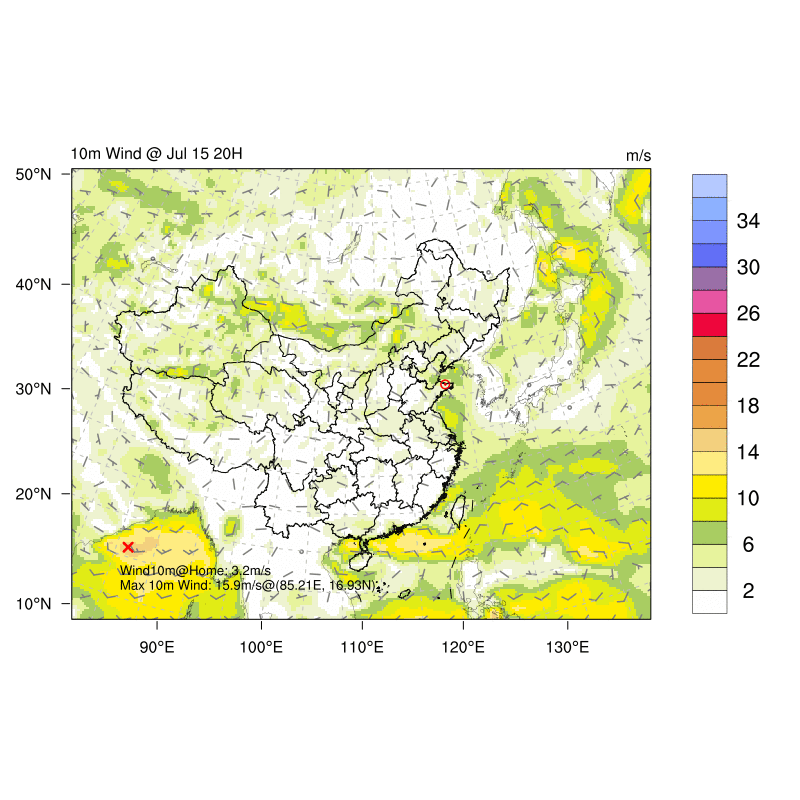 10m Wind @ Jul 15 20H
m/s
50°N
40°N
30°N
20°N
10°N
90°E
100°E
110°E
120°E
130°E
34
30
26
22
18
14
10
6
2
Wind10m@Home: 3.2m/s
Max 10m Wind: 15.9m/s@(85.21E, 16.93N)